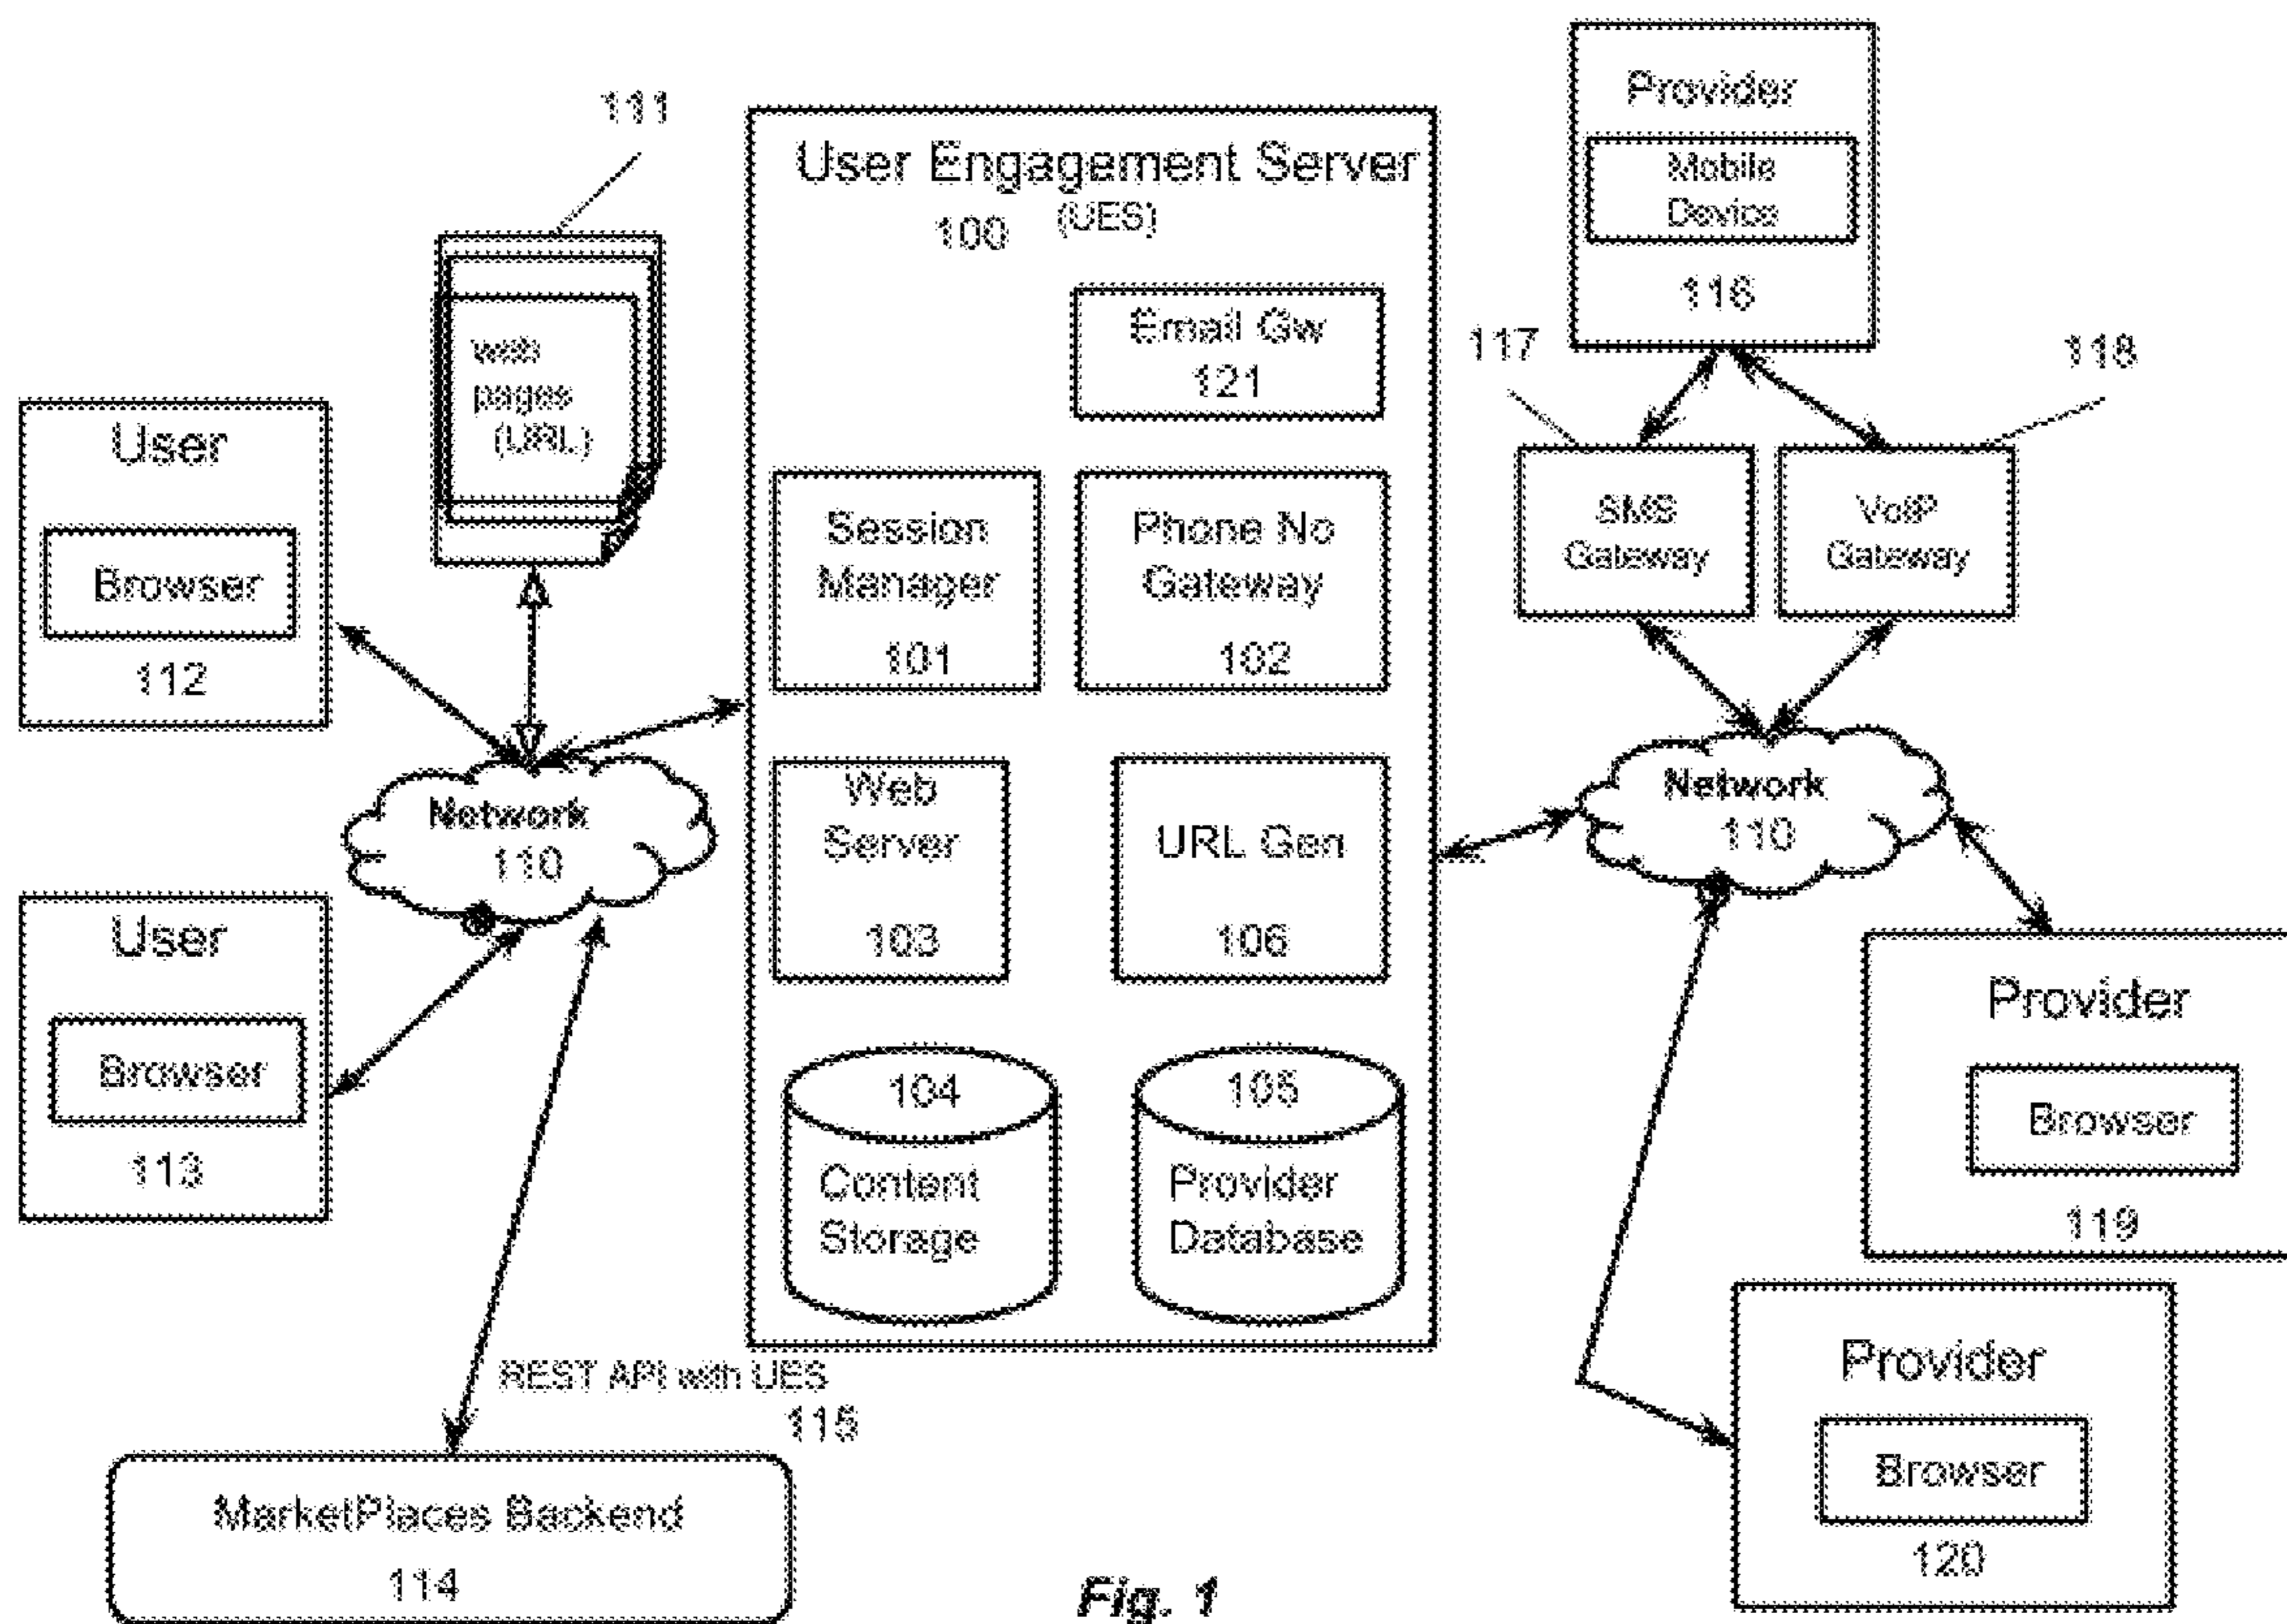 111
web
pages
(URL)
User
Browser
112
User
Browser
113
Network
110
REST API with UES
115
MarketPlaces Backend
114
User Engagement Server
100
(UES)
Email Gw
121
Session
Manager
101
Phone No
Gateway
102
Web
Server
103
URL Gen
106
104
Content
Storage
105
Provider
Database
Provider
Mobile
Device
116
117
118
SMS
Gateway
VoIP
Gateway
Network
110
Provider
Browser
119
Provider
Browser
120
Fig. 1